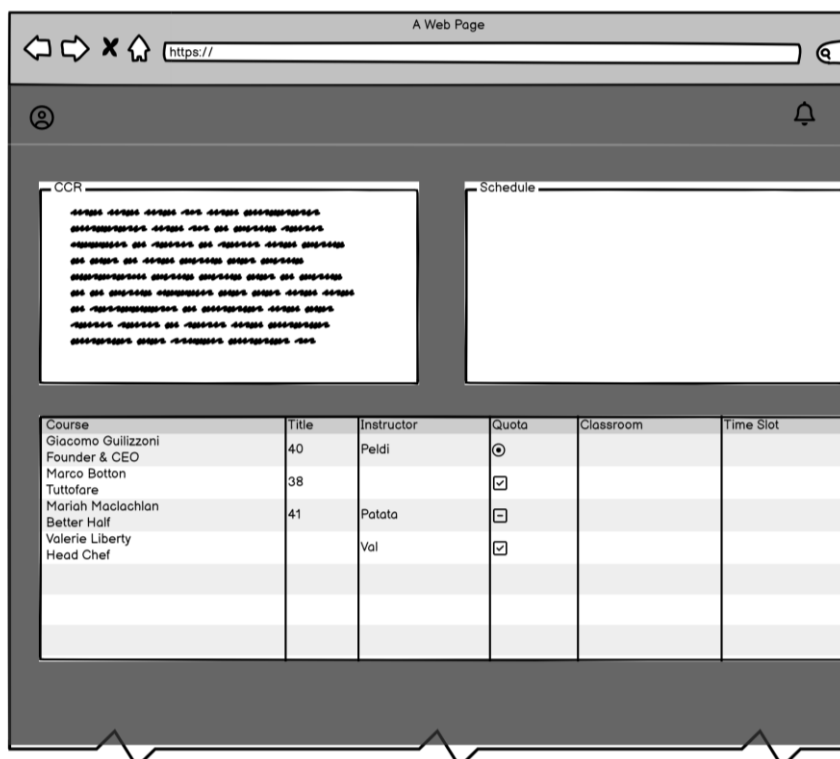 A Web Page
https://
CCR
Schedule
Course Title Instructor Quota Classroom Time Slot
Giacomo Guilizzoni
Founder & CEO
40 Peldi
Marco Botton
Tuttofare
38
Mariah Maclachlan
Better Half
41 Patata
Valerie Liberty
Head Chef
Val